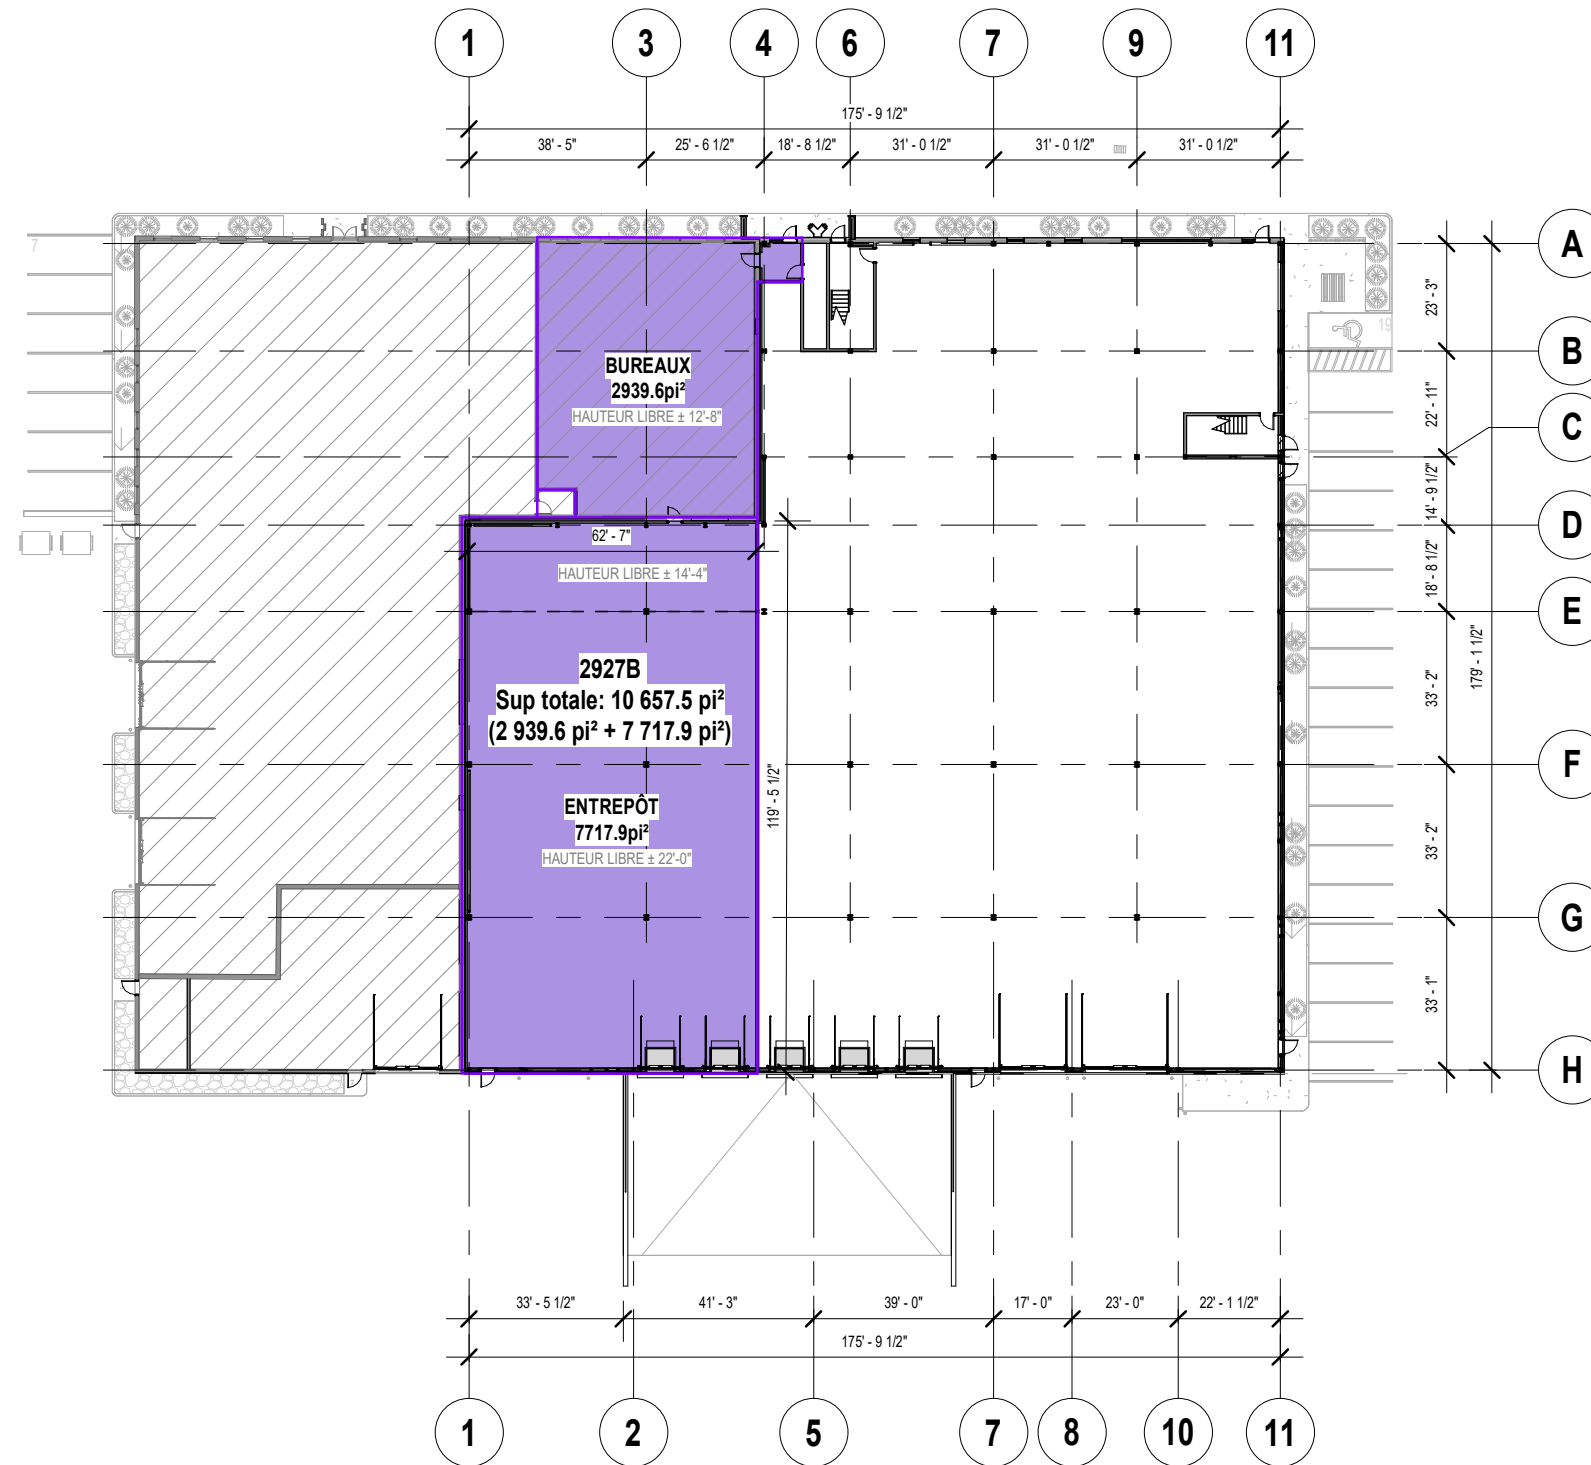 1 3 4 6 7 9 11
175' - 9 1/2"
38' - 5" 25' - 6 1/2" 18' - 8 1/2" 31' - 0 1/2" 31' - 0 1/2" 31' - 0 1/2"
A
7
23' - 3"
19
B
BUREAUX
2939.6pi²
HAUTEUR LIBRE ± 12'-8"
22' - 11"
C
14' - 9 1/2"
D
62' - 7"
HAUTEUR LIBRE ± 14'-4"
18' - 8 1/2"
E
2927B
Sup totale: 10 657.5 pi²
(2 939.6 pi² + 7 717.9 pi²)
33' - 2"
179' - 1 1/2"
F
119' - 5 1/2"
ENTREPÔT
7717.9pi²
HAUTEUR LIBRE ± 22'-0"
33' - 2"
G
33' - 1"
H
33' - 5 1/2" 41' - 3" 39' - 0" 17' - 0" 23' - 0" 22' - 1 1/2"
175' - 9 1/2"
1 2 5 7 8 10 11